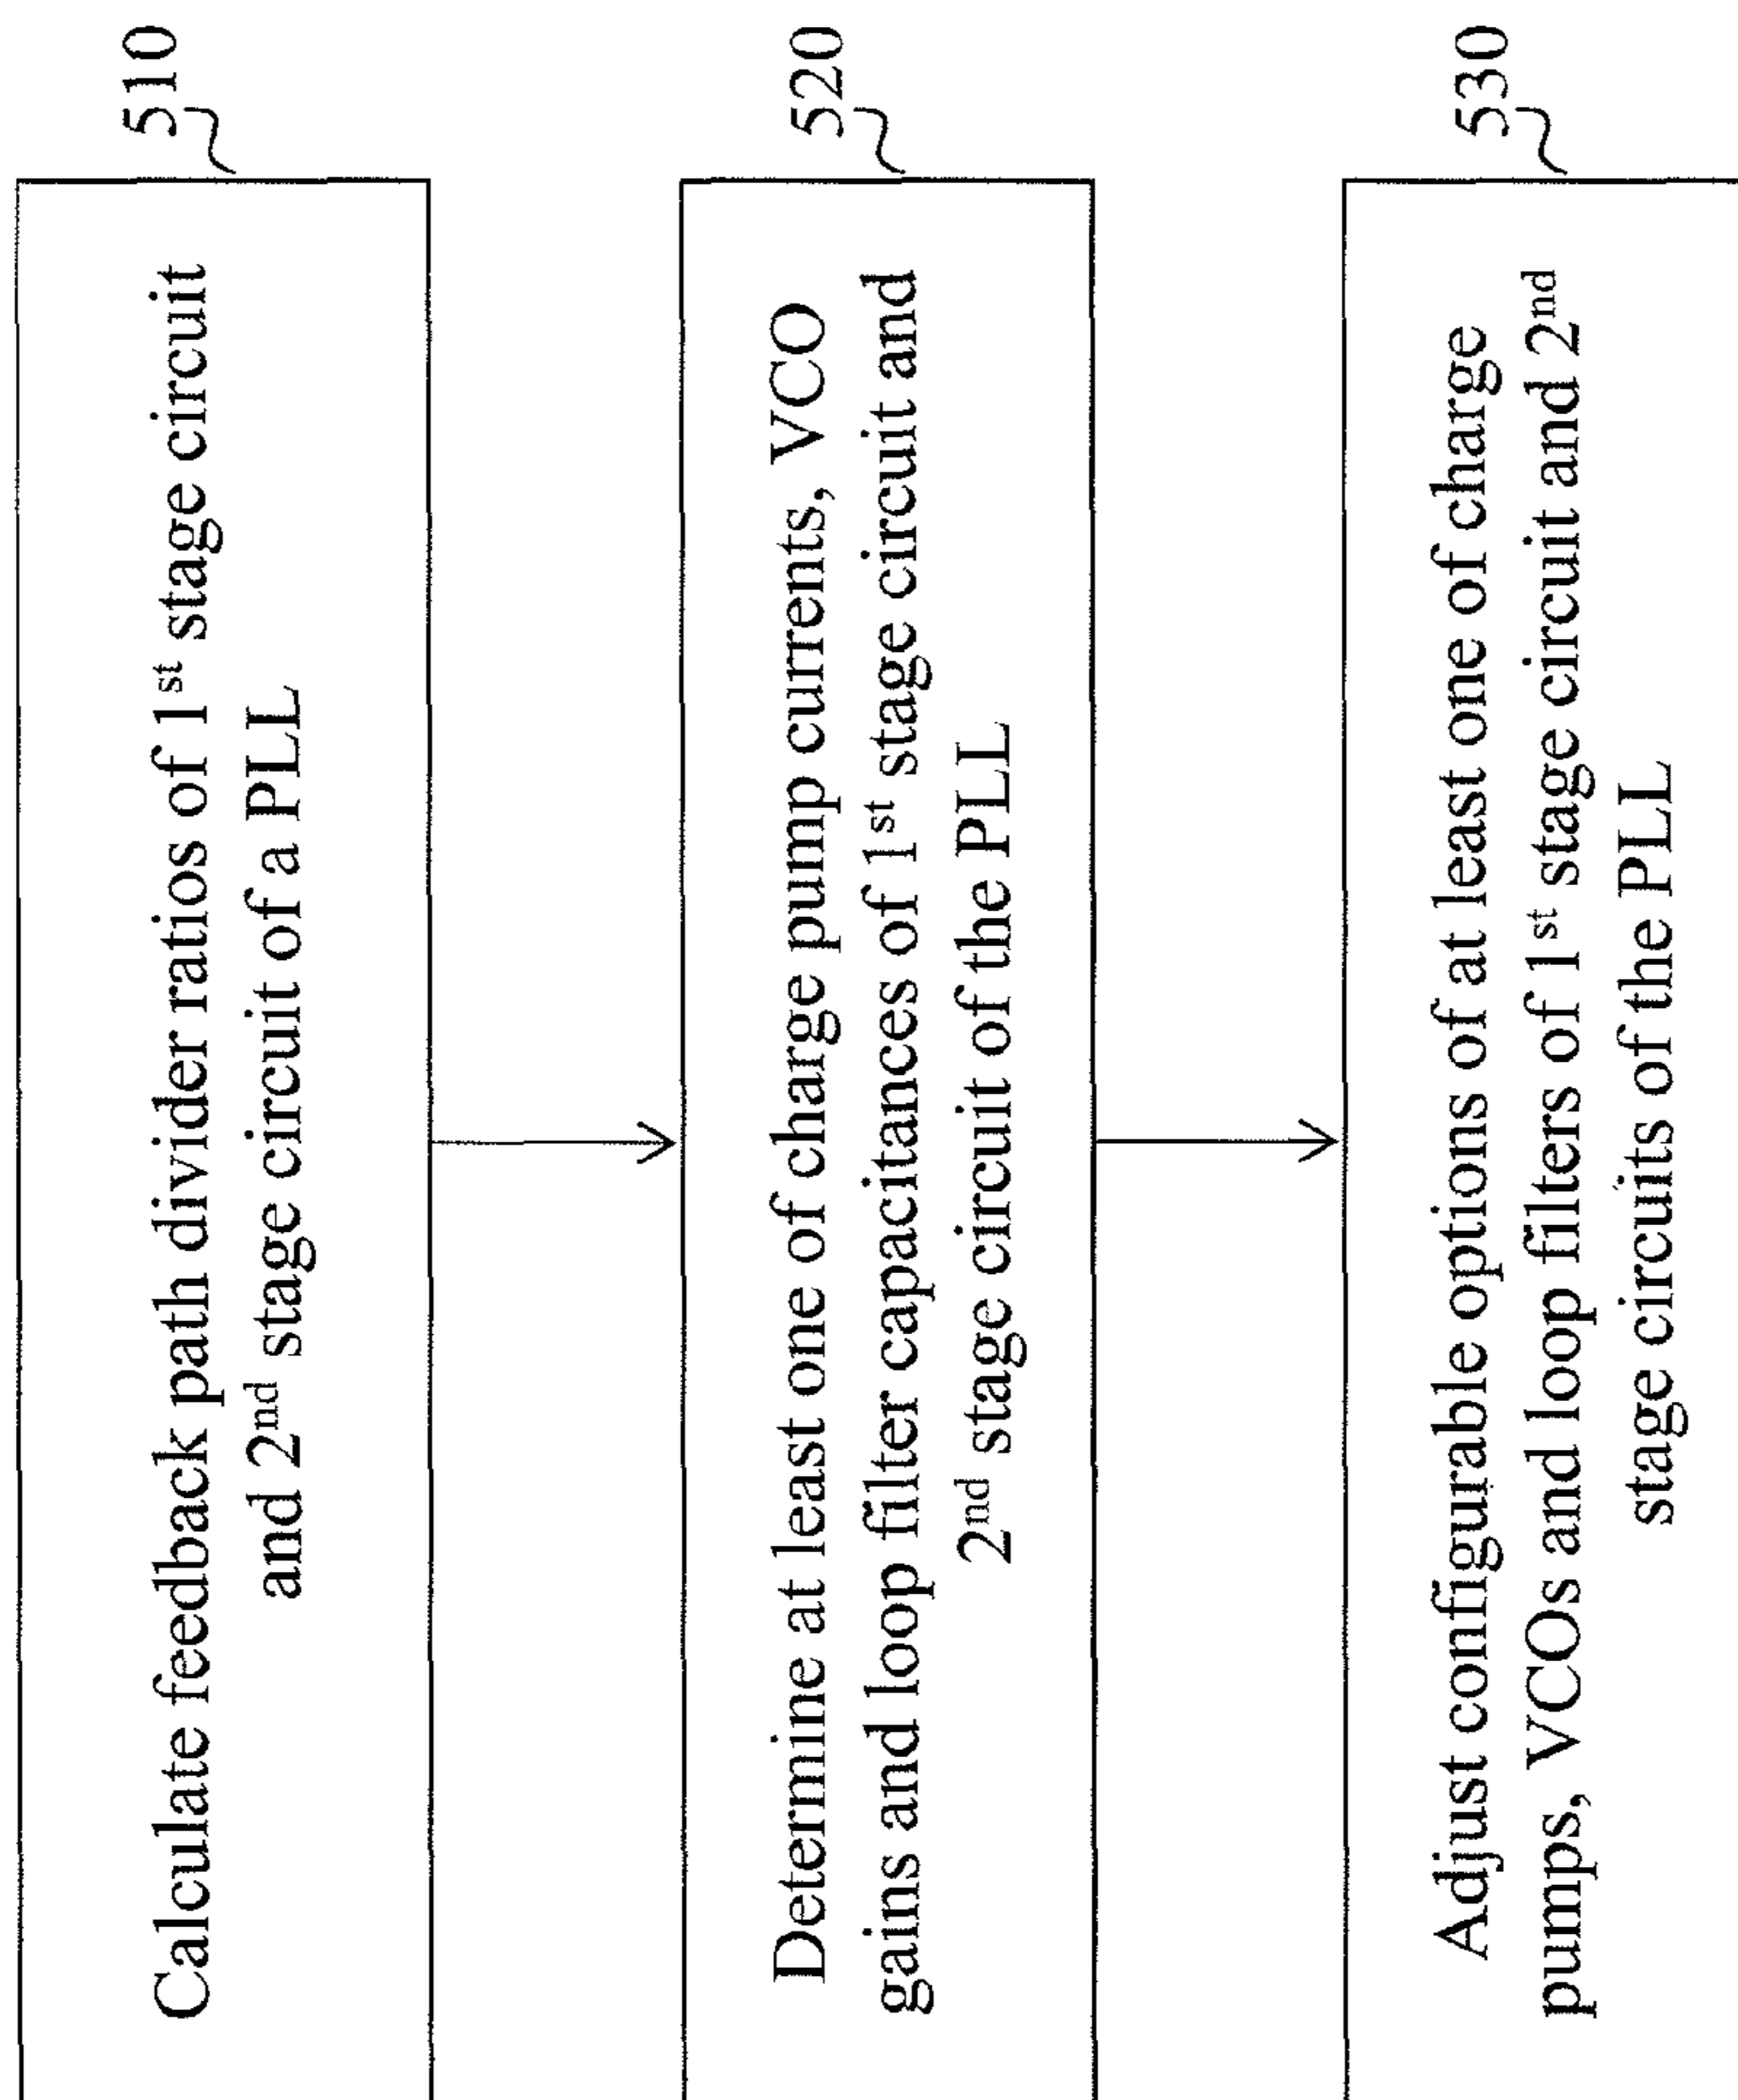 510
Calculate feedback path divider ratios of 1st stage circuit
and 2nd stage circuit of a PLL
520
Determine at least one of charge pump currents, VCO
gains and loop filter capacitances of 1st stage circuit and
2nd stage circuit of the PLL
530
Adjust configurable options of at least one of charge
pumps, VCOs and loop filters of 1st stage circuit and 2nd
stage circuits of the PLL